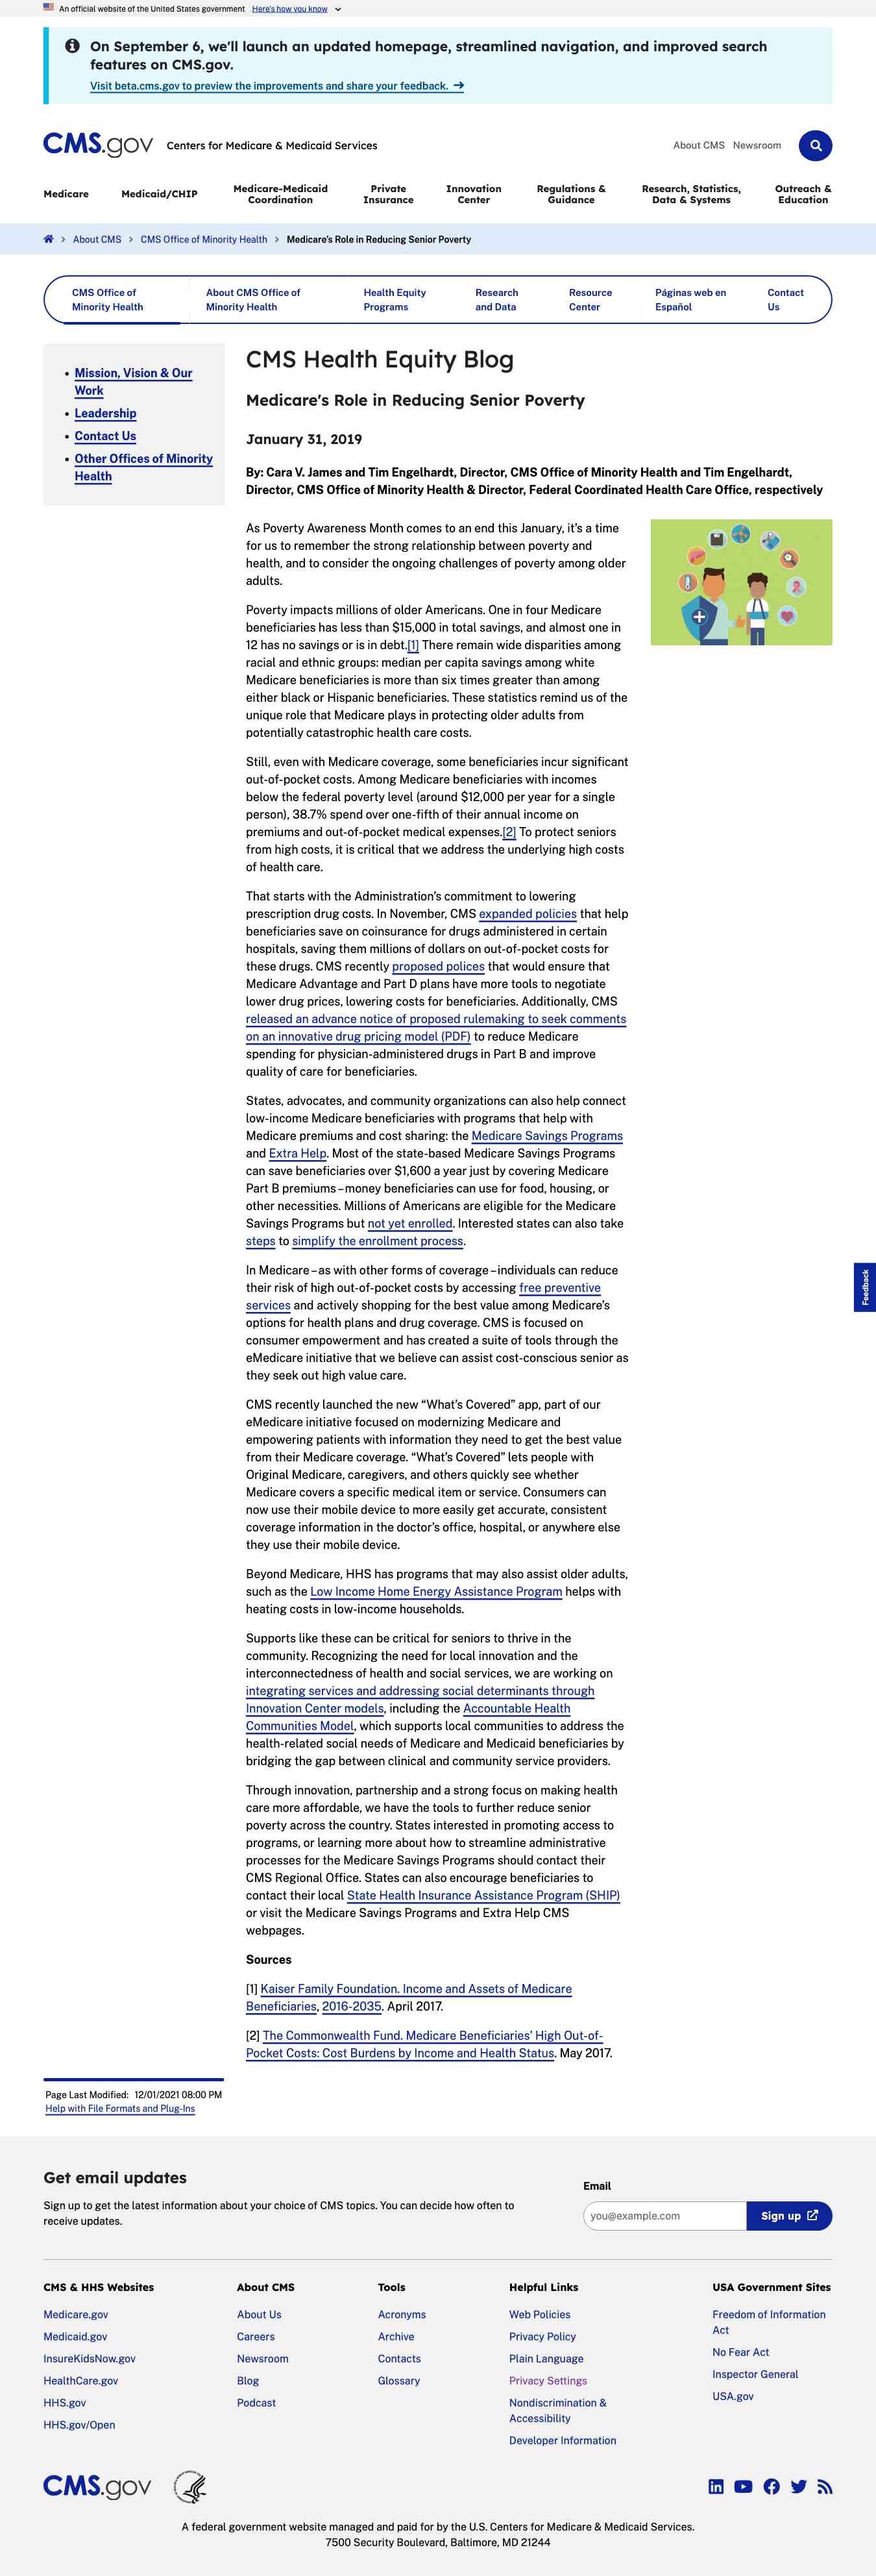 An official website of the United States government Here's how you know
On September 6, we'll launch an updated homepage, streamlined navigation, and improved search
features on CMS.gov.
Visit beta.cms.gov to preview the improvements and share your feedback.
CMS.gov Centers for Medicare & Medicaid Services
About CMS Newsroom
Medicare
Medicaid/CHIP
Medicare-Medicaid
Coordination
Private
Insurance
Innovation
Center
Regulations &
Guidance
Research, Statistics,
Data & Systems
Outreach &
Education
About CMS > CMS Office of Minority Health > Medicare's Role in Reducing Senior Poverty
CMS Office of
Minority Health
About CMS Office of
Minority Health
Health Equity
Programs
Research
and Data
Resource
Center
Páginas web en
Español
Contact
Us
• Mission, Vision & Our
Work
• Leadership
• Contact Us
• Other Offices of Minority
Health
CMS Health Equity Blog
Medicare's Role in Reducing Senior Poverty
January 31, 2019
By: Cara V. James and Tim Engelhardt, Director, CMS Office of Minority Health and Tim Engelhardt,
Director, CMS Office of Minority Health & Director, Federal Coordinated Health Care Office, respectively
As Poverty Awareness Month comes to an end this January, it's a time
for us to remember the strong relationship between poverty and
health, and to consider the ongoing challenges of poverty among older
adults.
Poverty impacts millions of older Americans. One in four Medicare
beneficiaries has less than $15,000 in total savings, and almost one in
12 has no savings or is in debt.[1] There remain wide disparities among
racial and ethnic groups: median per capita savings among white
Medicare beneficiaries is more than six times greater than among
either black or Hispanic beneficiaries. These statistics remind us of the
unique role that Medicare plays in protecting older adults from
potentially catastrophic health care costs.
Still, even with Medicare coverage, some beneficiaries incur significant
out-of-pocket costs. Among Medicare beneficiaries with incomes
below the federal poverty level (around $12,000 per year for a single
person), 38.7% spend over one-fifth of their annual income on
premiums and out-of-pocket medical expenses.[2] To protect seniors
from high costs, it is critical that we address the underlying high costs
of health care.
That starts with the Administration's commitment to lowering
prescription drug costs. In November, CMS expanded policies that help
beneficiaries save on coinsurance for drugs administered in certain
hospitals, saving them millions of dollars on out-of-pocket costs for
these drugs. CMS recently proposed polices that would ensure that
Medicare Advantage and Part D plans have more tools to negotiate
lower drug prices, lowering costs for beneficiaries. Additionally, CMS
released an advance notice of proposed rulemaking to seek comments
on an innovative drug pricing model (PDF) to reduce Medicare
spending for physician-administered drugs in Part B and improve
quality of care for beneficiaries.
States, advocates, and community organizations can also help connect
low-income Medicare beneficiaries with programs that help with
Medicare premiums and cost sharing: the Medicare Savings Programs
and Extra Help. Most of the state-based Medicare Savings Programs
can save beneficiaries over $1,600 a year just by covering Medicare
Part B premiums – money beneficiaries can use for food, housing, or
other necessities. Millions of Americans are eligible for the Medicare
Savings Programs but not yet enrolled. Interested states can also take
steps to simplify the enrollment process.
In Medicare – as with other forms of coverage – individuals can reduce
their risk of high out-of-pocket costs by accessing free preventive
services and actively shopping for the best value among Medicare's
options for health plans and drug coverage. CMS is focused on
consumer empowerment and has created a suite of tools through the
eMedicare initiative that we believe can assist cost-conscious senior as
they seek out high value care.
CMS recently launched the new “What's Covered” app, part of our
eMedicare initiative focused on modernizing Medicare and
empowering patients with information they need to get the best value
from their Medicare coverage. “What's Covered” lets people with
Original Medicare, caregivers, and others quickly see whether
Medicare covers a specific medical item or service. Consumers can
now use their mobile device to more easily get accurate, consistent
coverage information in the doctor's office, hospital, or anywhere else
they use their mobile device.
Beyond Medicare, HHS has programs that may also assist older adults,
such as the Low Income Home Energy Assistance Program helps with
heating costs in low-income households.
Supports like these can be critical for seniors to thrive in the
community. Recognizing the need for local innovation and the
interconnectedness of health and social services, we are working on
integrating services and addressing social determinants through
Innovation Center models, including the Accountable Health
Communities Model, which supports local communities to address the
health-related social needs of Medicare and Medicaid beneficiaries by
bridging the gap between clinical and community service providers.
Through innovation, partnership and a strong focus on making health
care more affordable, we have the tools to further reduce senior
poverty across the country. States interested in promoting access to
programs, or learning more about how to streamline administrative
processes for the Medicare Savings Programs should contact their
CMS Regional Office. States can also encourage beneficiaries to
contact their local State Health Insurance Assistance Program (SHIP)
or visit the Medicare Savings Programs and Extra Help CMS
webpages.
Sources
[1] Kaiser Family Foundation. Income and Assets of Medicare
Beneficiaries, 2016-2035. April 2017.
[2] The Commonwealth Fund. Medicare Beneficiaries' High Out-of-
Pocket Costs: Cost Burdens by Income and Health Status. May 2017.
Feedback
Page Last Modified: 12/01/2021 08:00 PM
Help with File Formats and Plug-Ins
Get email updates
Sign up to get the latest information about your choice of CMS topics. You can decide how often to
receive updates.
Email
you@example.com
Sign up
CMS & HHS Websites
Medicare.gov
Medicaid.gov
InsureKidsNow.gov
HealthCare.gov
HHS.gov
HHS.gov/Open
About CMS
About Us
Careers
Newsroom
Blog
Podcast
Tools
Acronyms
Archive
Contacts
Glossary
Helpful Links
Web Policies
Privacy Policy
Plain Language
Privacy Settings
Nondiscrimination &
Accessibility
Developer Information
USA Government Sites
Freedom of Information
Act
No Fear Act
Inspector General
USA.gov
CMS.gov
A federal government website managed and paid for by the U.S. Centers for Medicare & Medicaid Services.
7500 Security Boulevard, Baltimore, MD 21244